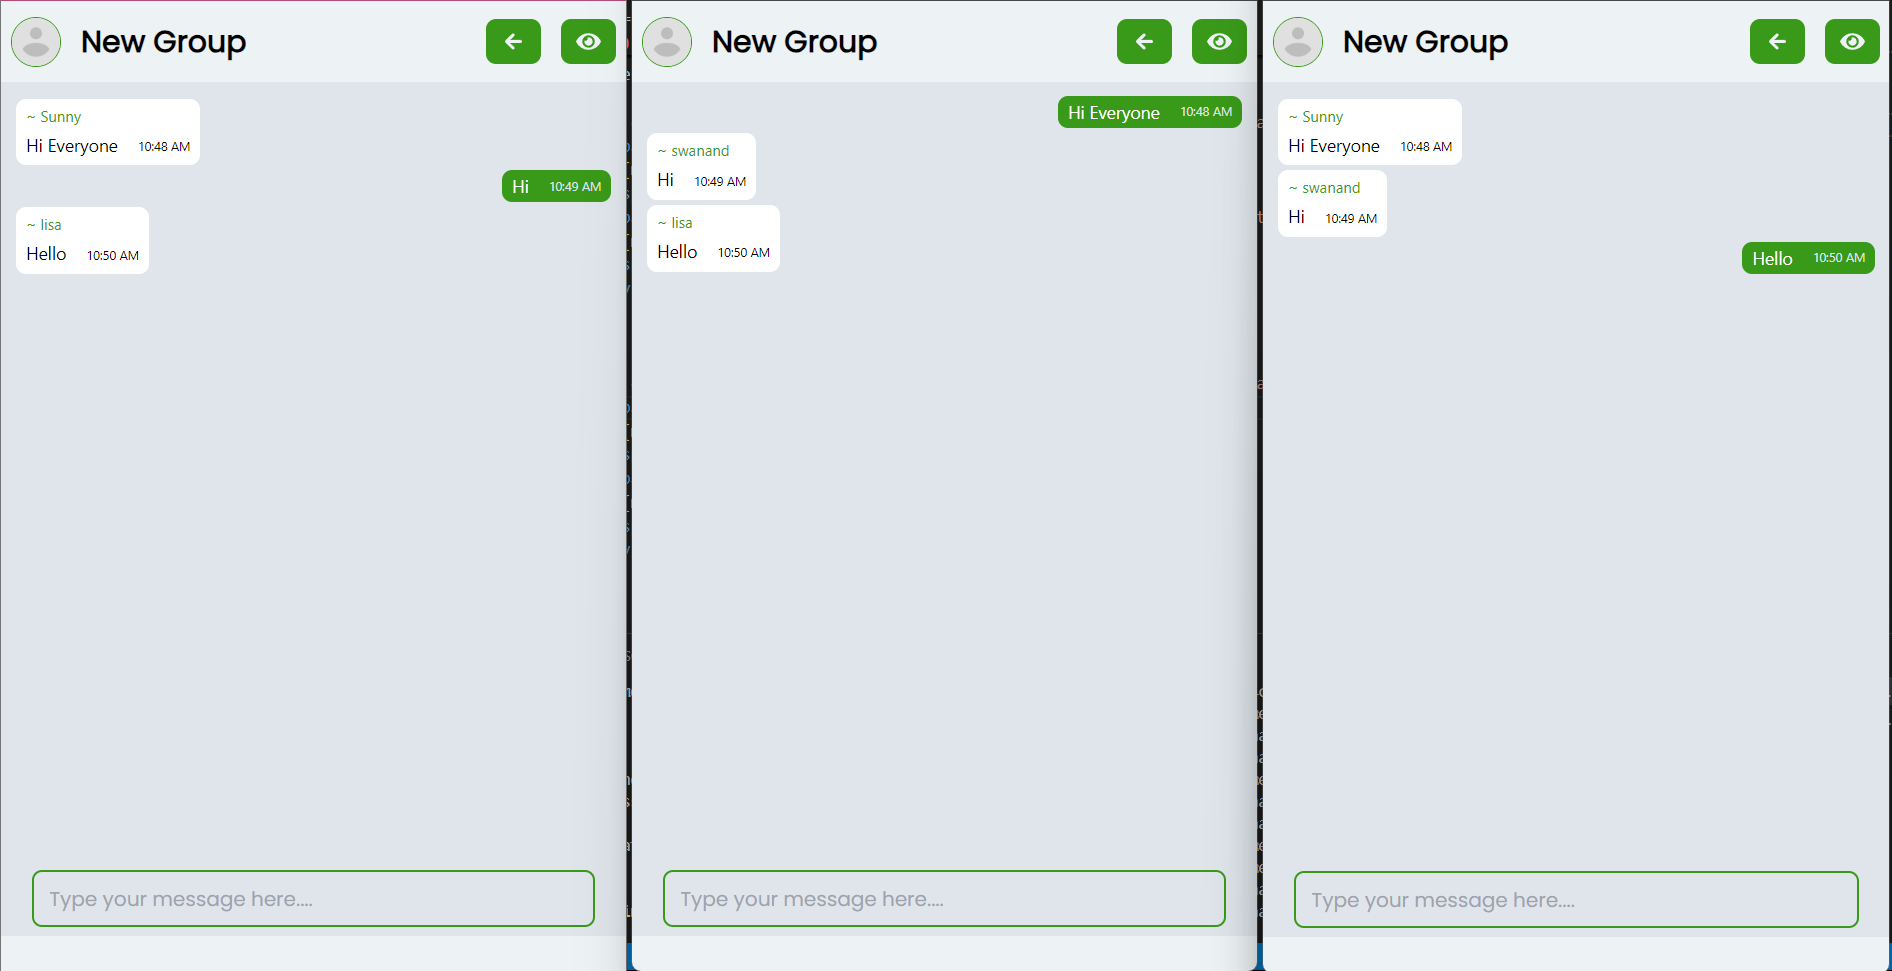 New Group
~ Sunny
Hi Everyone 10:48 AM
Hi 10:49 AM
~ lisa
Hello 10:50 AM
Type your message here....
New Group
Hi Everyone 10:48 AM
~ swanand
Hi 10:49 AM
~ lisa
Hello 10:50 AM
Type your message here....
New Group
~ Sunny
Hi Everyone 10:48 AM
~ swanand
Hi 10:49 AM
Hello 10:50 AM
Type your message here....